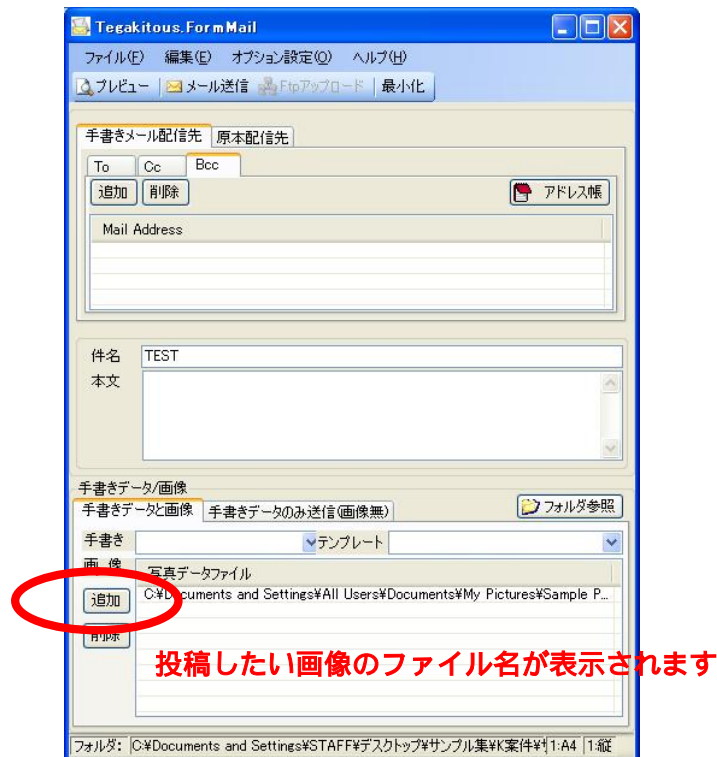 Tegakitous.FormMail
ファイル(F) 編集(E) オプション設定(O) ヘルプ(H)
プレビュー メール送信 Ftpアップロード 最小化
手書きメール配信先 原本配信先
To Cc Bcc
追加 削除 アドレス帳
Mail Address
件名 TEST
本文
手書きデータ/画像
手書きデータと画像 手書きデータのみ送信(画像無) フォルダ参照
手書き テンプレート
画 像 写真データファイル
追加 C:¥Documents and Settings¥All Users¥Documents¥My Pictures¥Sample P...
削除
投稿したい画像のファイル名が表示されます
フォルダ: C:¥Documents and Settings¥STAFF¥デスクトップ¥サンプル集¥K案件¥ 1:A4 1:縦